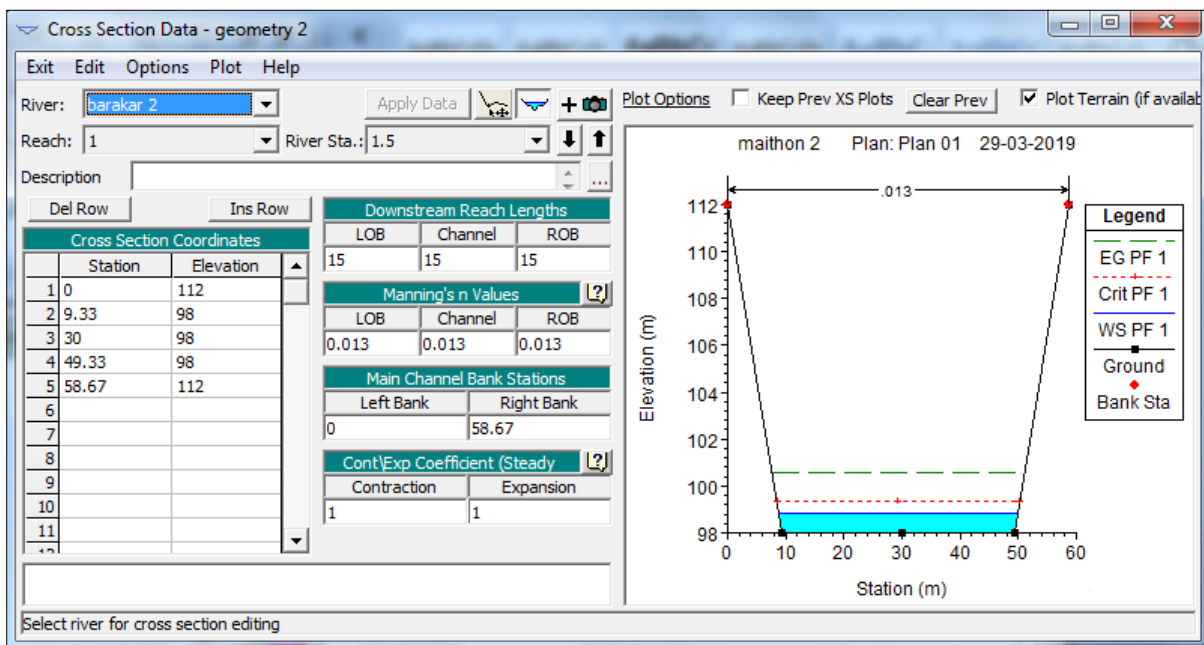 Cross Section Data - geometry 2
Exit Edit Options Plot Help
River: barakar 2 Apply Data
Reach: 1 River Sta.: 1.5
Description ...
Del Row Ins Row
Cross Section Coordinates
Station Elevation
1 0 112
2 9.33 98
3 30 98
4 49.33 98
5 58.67 112
6
7
8
9
10
11
12
Downstream Reach Lengths
LOB Channel ROB
15 15 15
Manning's n Values
LOB Channel ROB
0.013 0.013 0.013
Main Channel Bank Stations
Left Bank Right Bank
0 58.67
Cont\Exp Coefficient (Steady
Contraction Expansion
1 1
Plot Options Keep Prev XS Plots Clear Prev Plot Terrain (if availab
maithon 2 Plan: Plan 01 29-03-2019
.013
112
110
108
106
104
102
100
98
Elevation (m)
0 10 20 30 40 50 60
Station (m)
Legend
EG PF 1
Crit PF 1
WS PF 1
Ground
Bank Sta
Select river for cross section editing